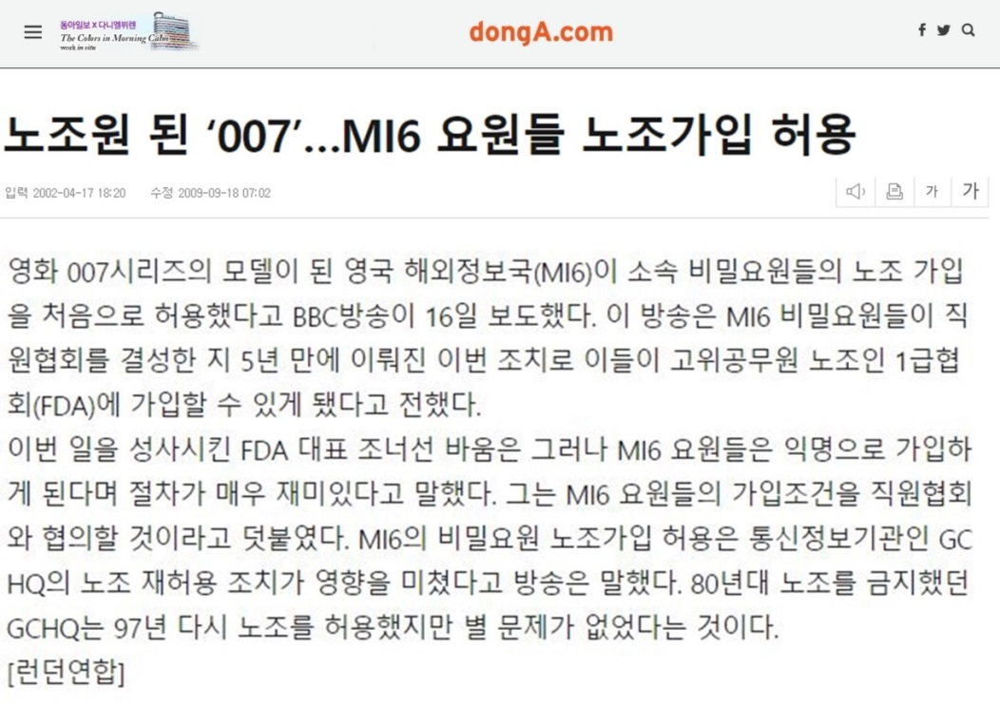 동아일보 X 다니엘뷔렌
The Colors in Morning Calm
work in situ
dongA.com
노조원 된 ‘007’…MI6 요원들 노조가입 허용
입력 2002-04-17 18:20 수정 2009-09-18 07:02
가 가
영화 007시리즈의 모델이 된 영국 해외정보국(MI6)이 소속 비밀요원들의 노조 가입
을 처음으로 허용했다고 BBC방송이 16일 보도했다. 이 방송은 MI6 비밀요원들이 직
원협회를 결성한 지 5년 만에 이뤄진 이번 조치로 이들이 고위공무원 노조인 1급협
회(FDA)에 가입할 수 있게 됐다고 전했다.
이번 일을 성사시킨 FDA 대표 조너선 바움은 그러나 MI6 요원들은 익명으로 가입하
게 된다며 절차가 매우 재미있다고 말했다. 그는 MI6 요원들의 가입조건을 직원협회
와 협의할 것이라고 덧붙였다. MI6의 비밀요원 노조가입 허용은 통신정보기관인 GC
HQ의 노조 재허용 조치가 영향을 미쳤다고 방송은 말했다. 80년대 노조를 금지했던
GCHQ는 97년 다시 노조를 허용했지만 별 문제가 없었다는 것이다.
[런던연합]